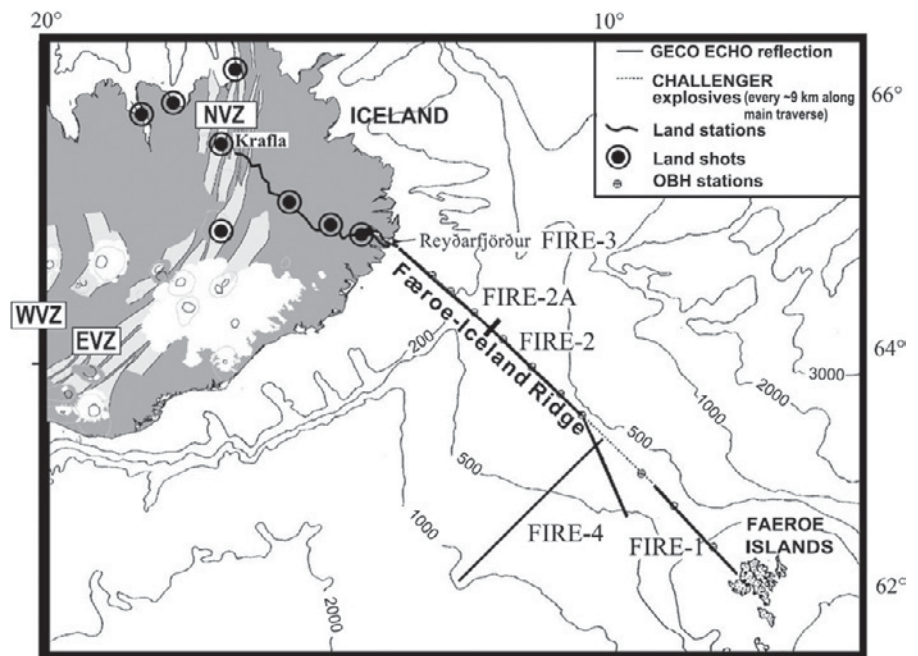 20°
10°
66°
64°
62°
GECO ECHO reflection
CHALLENGER
explosives (every ~9 km along
main traverse)
Land stations
Land shots
OBH stations
ICELAND
NVZ
Krafla
Reyðarfjörður FIRE-3
FIRE-2A
FIRE-2
Færoe-Iceland Ridge
WVZ
EVZ
200
3000
2000
1000
500
500
1000
FIRE-4
FIRE-1
FAEROE
ISLANDS
2000